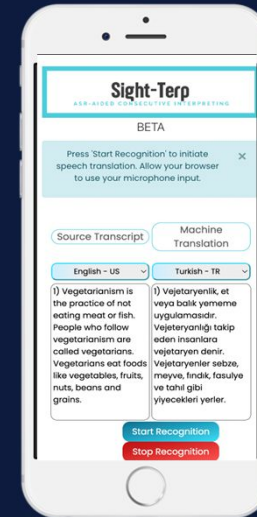 Sight-Terp
ASR-AIDED CONSECUTIVE INTERPRETING
BETA
Press 'Start Recognition' to initiate
speech translation. Allow your browser
to use your microphone input.
×
Source Transcript
Machine
Translation
English - US
Turkish - TR
1) Vegetarianism is
the practice of not
eating meat or fish.
People who follow
vegetarianism are
called vegetarians.
Vegetarians eat foods
like vegetables, fruits,
nuts, beans and
grains.
1) Vejetaryenlik, et
veya balık yememe
uygulamasıdır.
Vejeteryanlığı takip
eden insanlara
vejetaryen denir.
Vejetaryenler sebze,
meyve, fındık, fasulye
ve tahıl gibi
yiyecekleri yerler.
Start Recognition
Stop Recognition